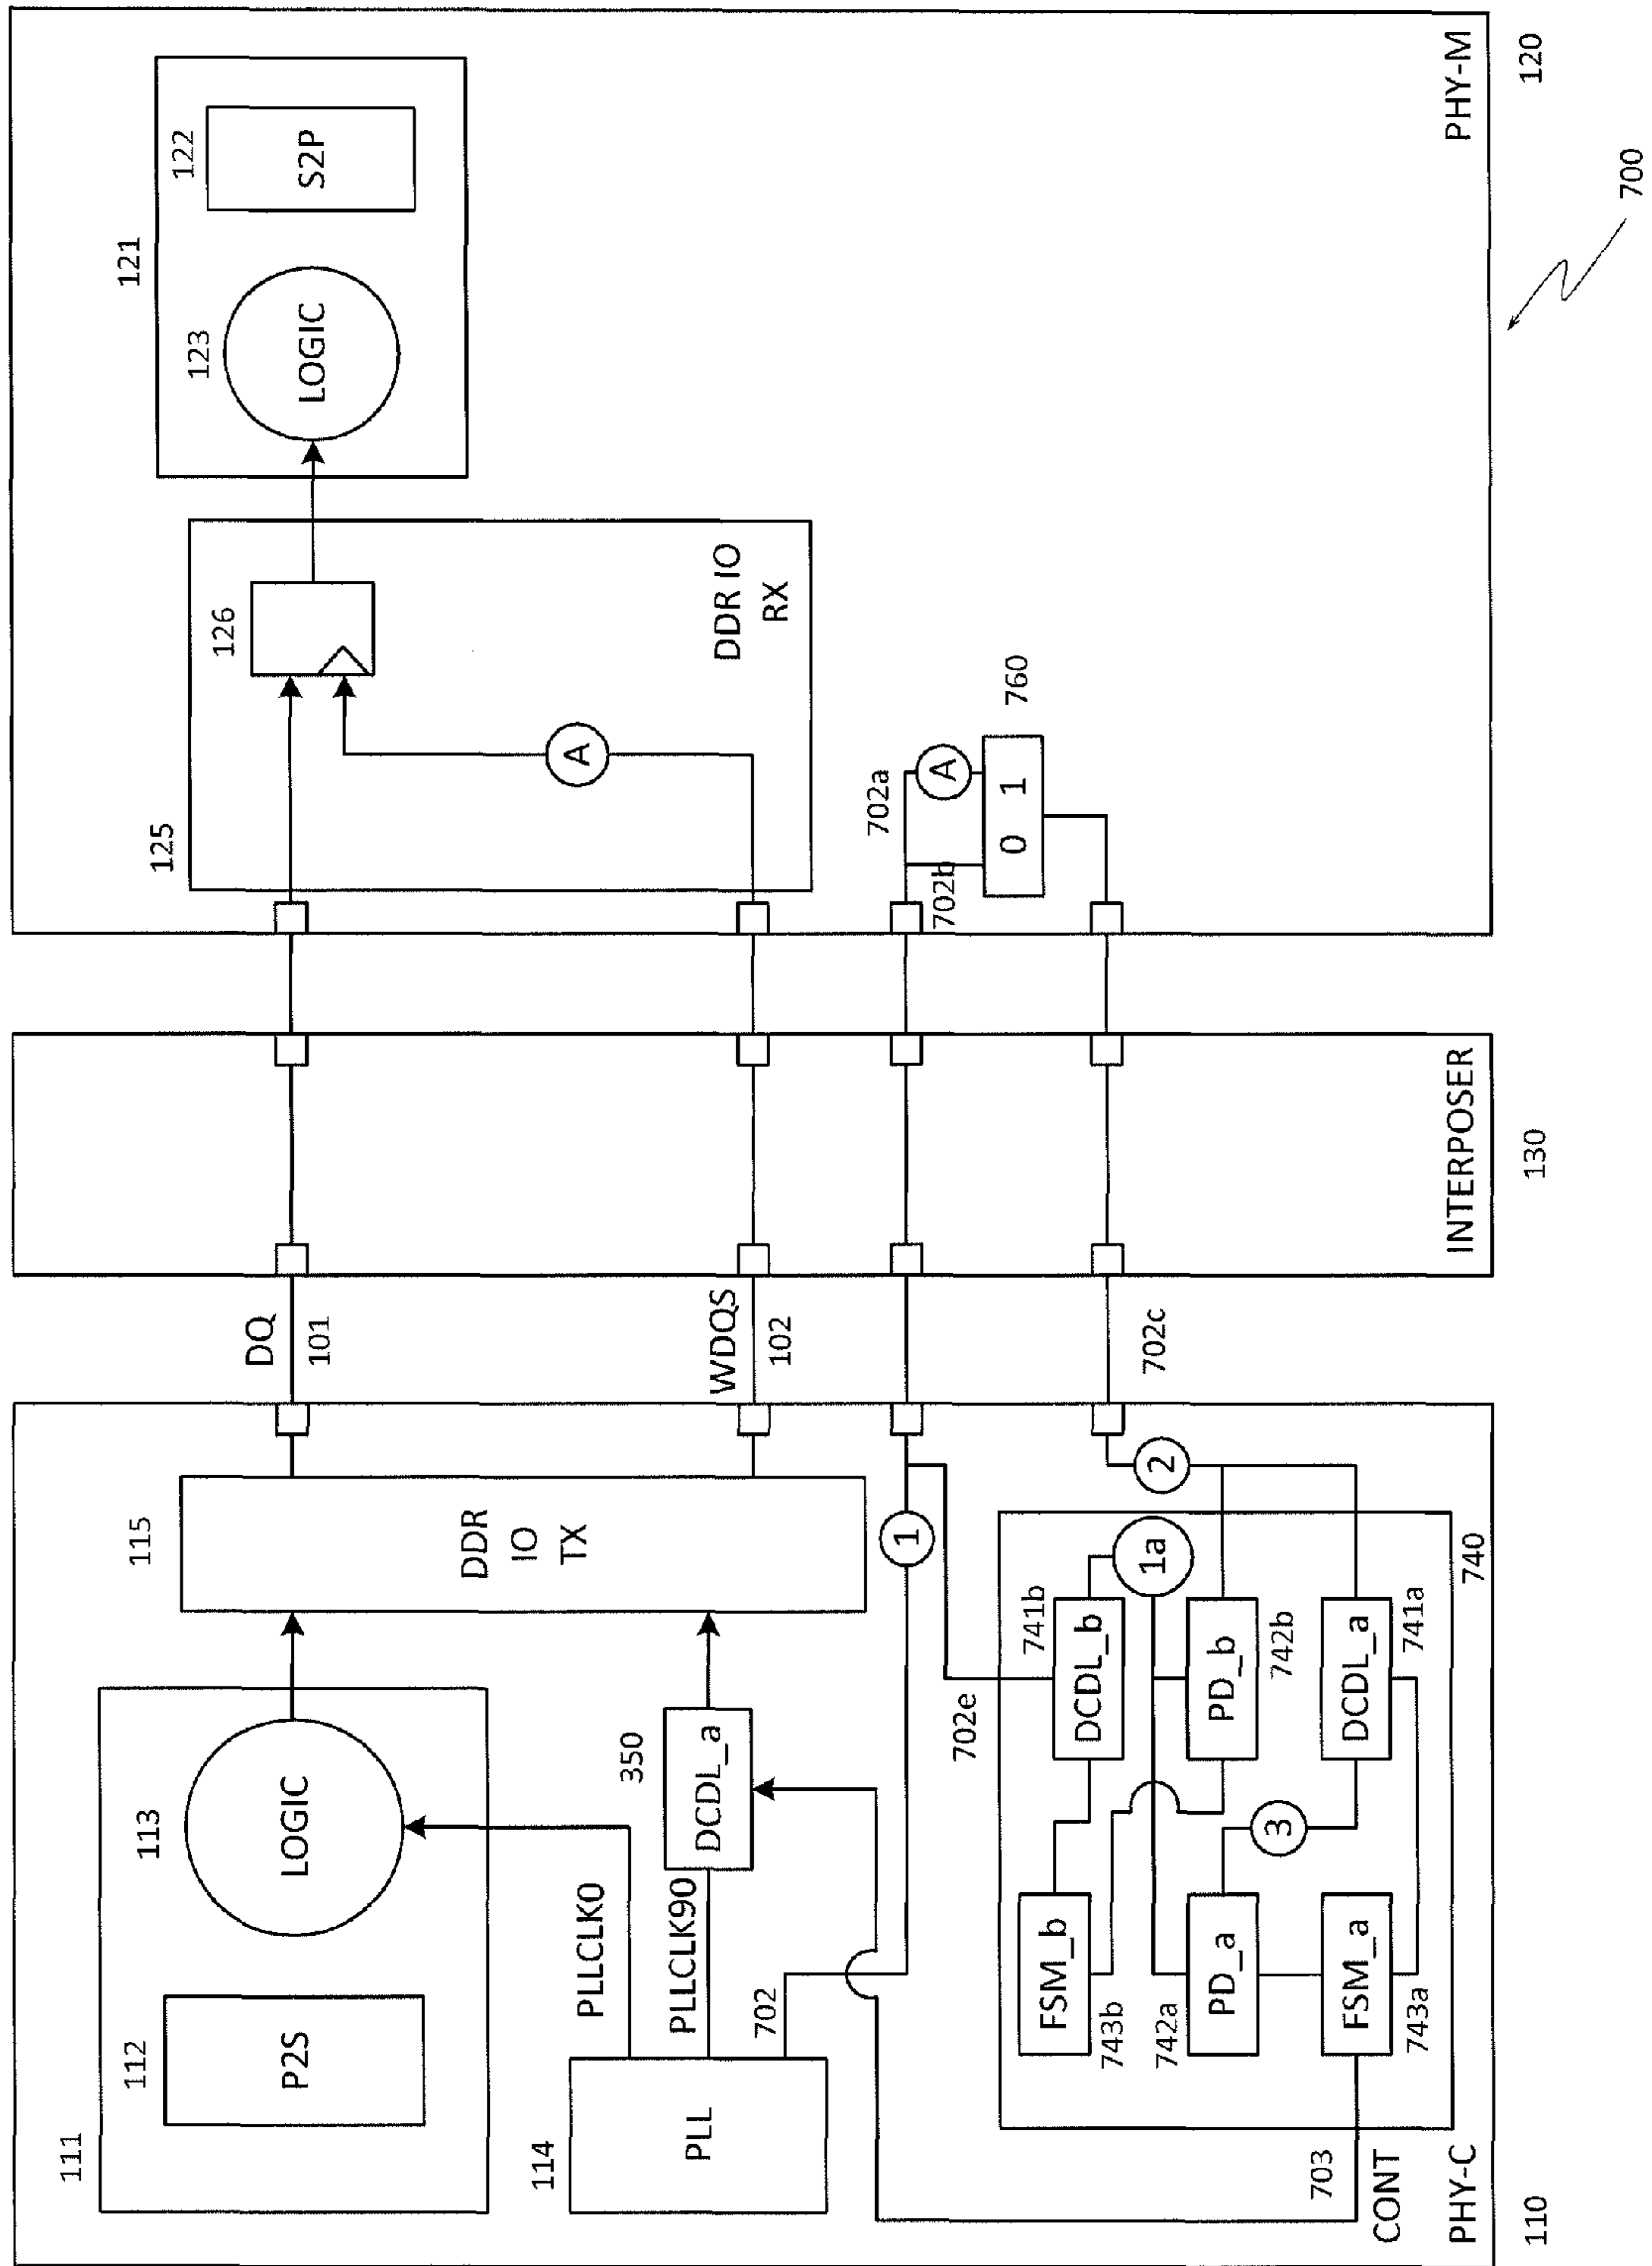 111
112
P2S
113
LOGIC
115
DDR
IO
TX
DQ
101
121
123
LOGIC
122
S2P
126
125
DDR IO
RX
A
114
PLL
PLLCLK0
PLLCLK90
702
350
DCDL_a
WDQS
102
1
702a
702b
A
0 1
760
702e
740
FSM_b
743b
DCDL_b
741b
1a
2
702c
742a
PD_a
PD_b
742b
3
FSM_a
743a
DCDL_a
741a
703
CONT
PHY-C
110
INTERPOSER
130
PHY-M
120
700